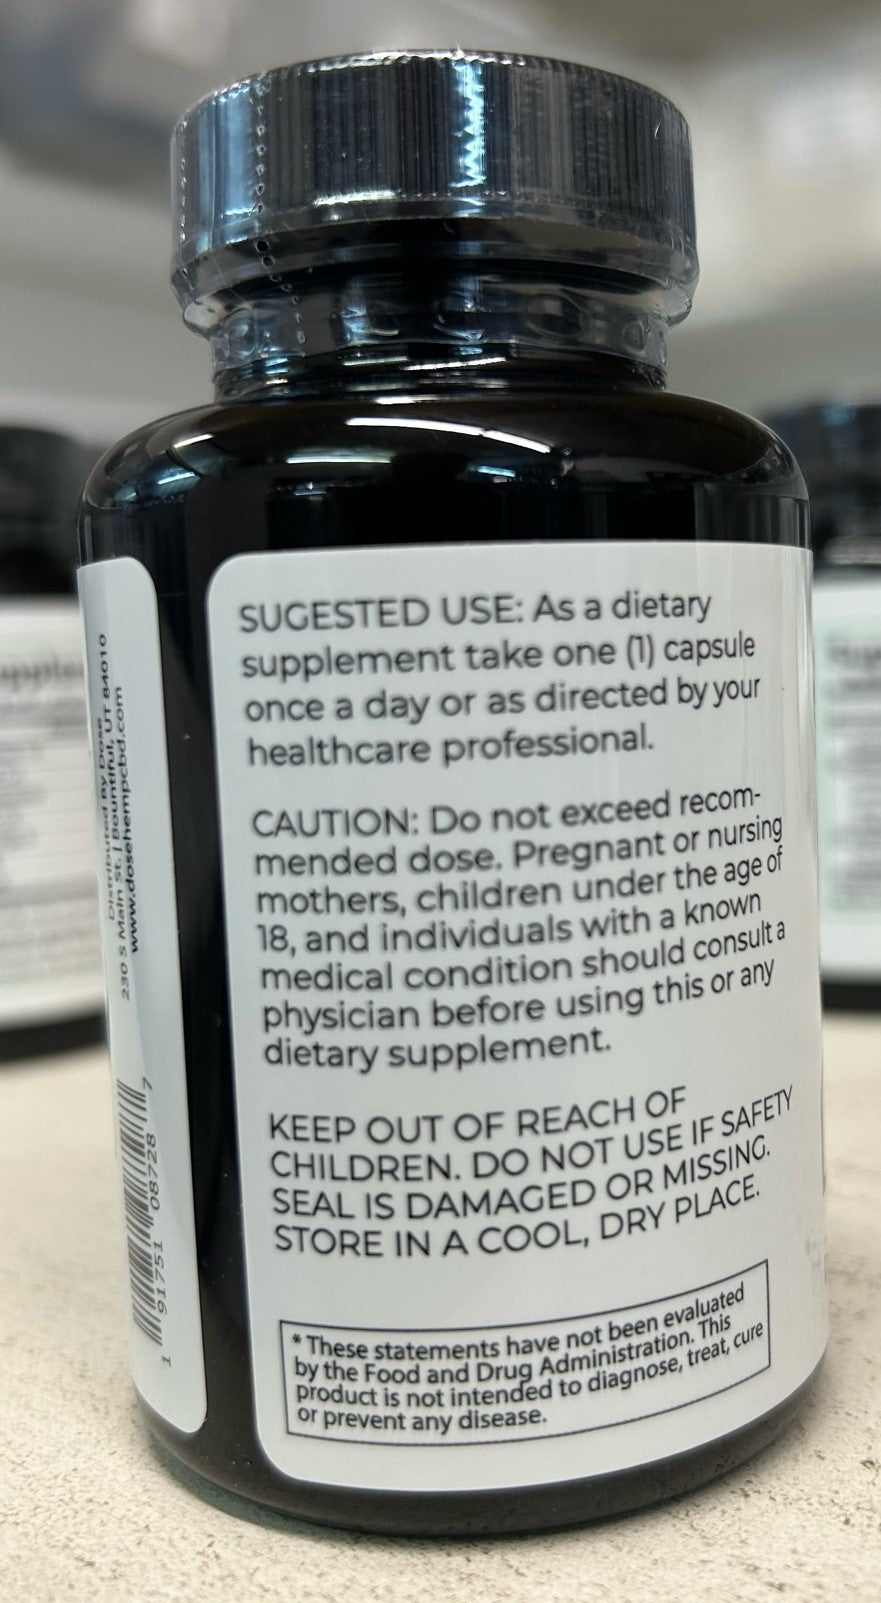 SUGESTED USE: As a dietary
supplement take one (1) capsule
once a day or as directed by your
healthcare professional.
CAUTION: Do not exceed recom-
mended dose. Pregnant or nursing
mothers, children under the age of
18, and individuals with a known
medical condition should consult a
physician before using this or any
dietary supplement.
KEEP OUT OF REACH OF
CHILDREN. DO NOT USE IF SAFETY
SEAL IS DAMAGED OR MISSING.
STORE IN A COOL, DRY PLACE.
* These statements have not been evaluated
by the Food and Drug Administration. This
product is not intended to diagnose, treat, cure
or prevent any disease.
Distributed By Dose
230 S Main St. | Bountiful, UT 84010
www.dosehempcbd.com
1 91751 08728 7